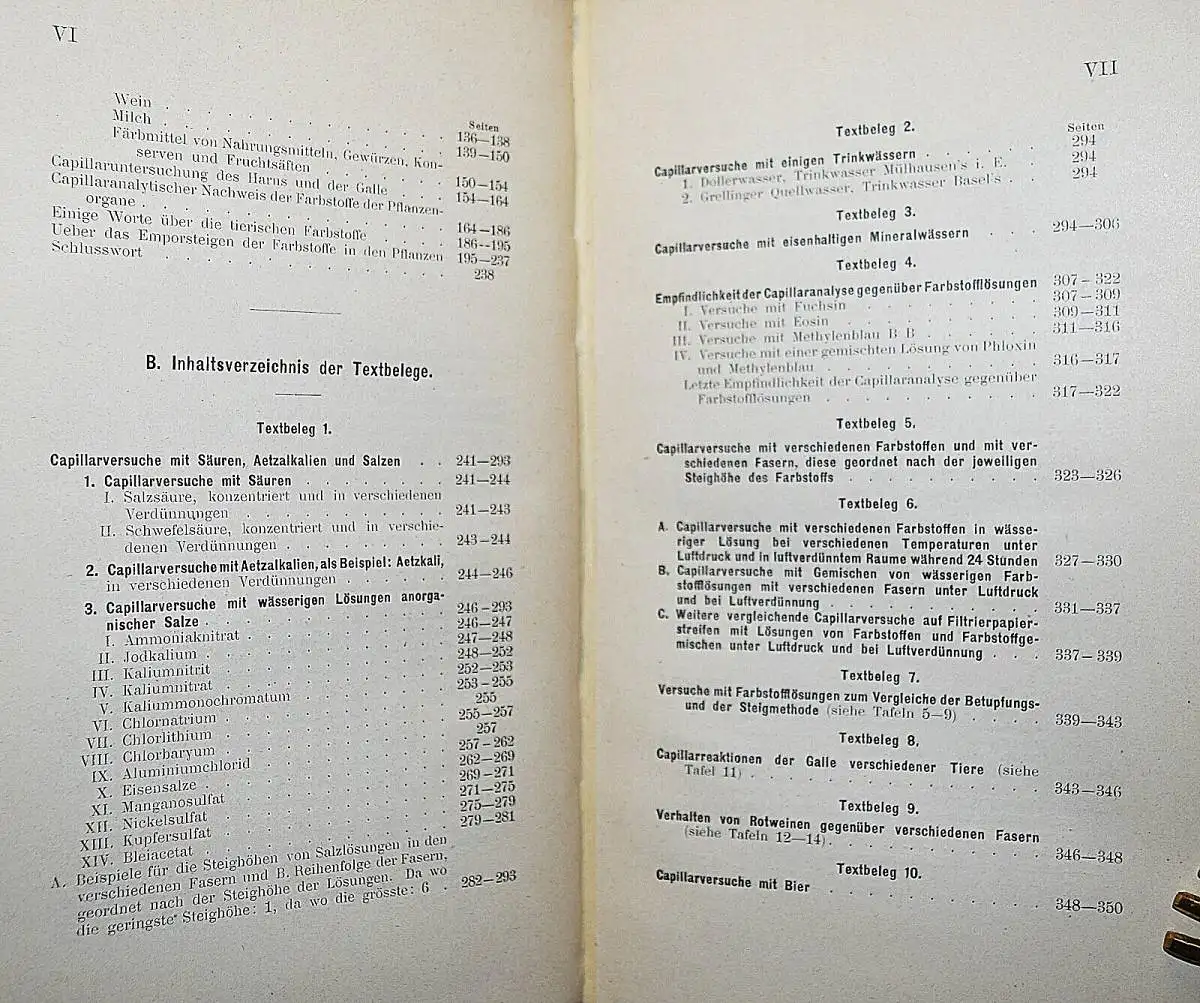 VI
Seiten
Wein . . . . . . . . . . . . . . . 136—138
Milch . . . . . . . . . . . . . . . 139—150
Färbmittel von Nahrungsmitteln, Gewürzen, Kon-
serven und Fruchtsäften . . . . . . . 150—154
Capillaruntersuchung des Harns und der Galle . . . 154—164
Capillaranalytischer Nachweis der Farbstoffe der Pflanzen-
organe . . . . . . . . . . . . . . . 164—186
Einige Worte über die tierischen Farbstoffe . . . . 186--195
Ueber das Emporsteigen der Farbstoffe in den Pflanzen 195—237
Schlusswort . . . . . . . . . . . . . . . 238
B. Inhaltsverzeichnis der Textbelege.
Textbeleg 1.
Capillarversuche mit Säuren, Aetzalkalien und Salzen . . 241—293
1. Capillarversuche mit Säuren . . . . . . . . 241—244
I. Salzsäure, konzentriert und in verschiedenen
Verdünnungen . . . . . . . . . . 241—243
II. Schwefelsäure, konzentriert und in verschie-
denen Verdünnungen . . . . . . . . 243—244
2. Capillarversuche mit Aetzalkalien, als Beispiel: Aetzkali,
in verschiedenen Verdünnungen . . . . . . 244—246
3. Capillarversuche mit wässerigen Lösungen anorga-
nischer Salze . . . . . . . . . . . . 246—293
I. Ammoniaknitrat . . . . . . . . . . 246—247
II. Jodkalium . . . . . . . . . . . . 247—248
III. Kaliumnitrit . . . . . . . . . . . 248—252
IV. Kaliumnitrat . . . . . . . . . . . 252—253
V. Kaliummonochromatum . . . . . . . . 253—255
VI. Chlornatrium . . . . . . . . . . . 255
VII. Chlorlithium . . . . . . . . . . . 255—257
VIII. Chlorbaryum . . . . . . . . . . . 257
IX. Aluminiumchlorid . . . . . . . . . 257—262
X. Eisensalze . . . . . . . . . . . . 262—269
XI. Manganosulfat . . . . . . . . . . 269—271
XII. Nickelsulfat . . . . . . . . . . . 271—275
XIII. Kupfersulfat . . . . . . . . . . . 275—279
XIV. Bleiacetat . . . . . . . . . . . . 279—281
A. Beispiele für die Steighöhen von Salzlösungen in den
verschiedenen Fasern und B. Reihenfolge der Fasern,
geordnet nach der Steighöhe der Lösungen. Da wo
die geringste Steighöhe: 1, da wo die grösste: 6 . 282—293
VII
Textbeleg 2.
Seiten
Capillarversuche mit einigen Trinkwässern . . . . . . 294
1. Dollerwasser, Trinkwasser Mülhausen's i. E. . . 294
2. Grellinger Quellwasser, Trinkwasser Basel's . . 294
Textbeleg 3.
Capillarversuche mit eisenhaltigen Mineralwässern . . . 294—306
Textbeleg 4.
Empfindlichkeit der Capillaranalyse gegenüber Farbstofflösungen 307—322
I. Versuche mit Fuchsin . . . . . . . . . 307—309
II. Versuche mit Eosin . . . . . . . . . . 309—311
III. Versuche mit Methylenblau B B . . . . . . 311—316
IV. Versuche mit einer gemischten Lösung von Phloxin
und Methylenblau . . . . . . . . . . 316—317
Letzte Empfindlichkeit der Capillaranalyse gegenüber
Farbstofflösungen . . . . . . . . . . 317—322
Textbeleg 5.
Capillarversuche mit verschiedenen Farbstoffen und mit ver-
schiedenen Fasern, diese geordnet nach der jeweiligen
Steighöhe des Farbstoffs . . . . . . . . . 323—326
Textbeleg 6.
A. Capillarversuche mit verschiedenen Farbstoffen in wässe-
riger Lösung bei verschiedenen Temperaturen unter
Luftdruck und in luftverdünntem Raume während 24 Stunden 327—330
B. Capillarversuche mit Gemischen von wässerigen Farb-
stofflösungen mit verschiedenen Fasern unter Luftdruck
und bei Luftverdünnung . . . . . . . . . 331—337
C. Weitere vergleichende Capillarversuche auf Filtrierpapier-
streifen mit Lösungen von Farbstoffen und Farbstoffge-
mischen unter Luftdruck und bei Luftverdünnung . . . 337—339
Textbeleg 7.
Versuche mit Farbstofflösungen zum Vergleiche der Betupfungs-
und der Steigmethode (siehe Tafeln 5—9) . . . . 339—343
Textbeleg 8.
Capillarreaktionen der Galle verschiedener Tiere (siehe
Tafel 11) . . . . . . . . . . . . . 343—346
Textbeleg 9.
Verhalten von Rotweinen gegenüber verschiedenen Fasern
(siehe Tafeln 12—14) . . . . . . . . . . 346—348
Textbeleg 10.
Capillarversuche mit Bier . . . . . . . . . . 348—350